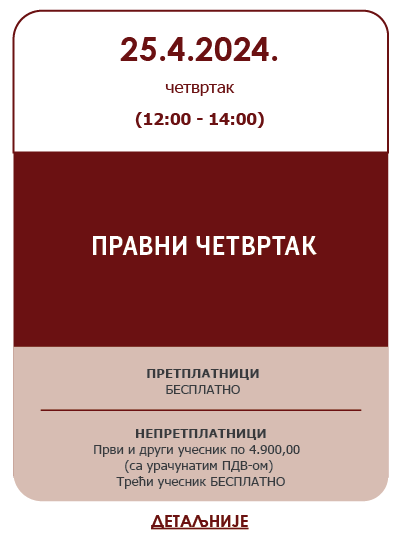 25.4.2024.
четвртак
(12:00 - 14:00)
ПРАВНИ ЧЕТВРТАК
ПРЕТПЛАТНИЦИ
БЕСПЛАТНО
НЕПРЕТПЛАТНИЦИ
Први и други учесник по 4.900,00
(са урачунатим ПДВ-ом)
Трећи учесник БЕСПЛАТНО
ДЕТАЉНИЈЕ